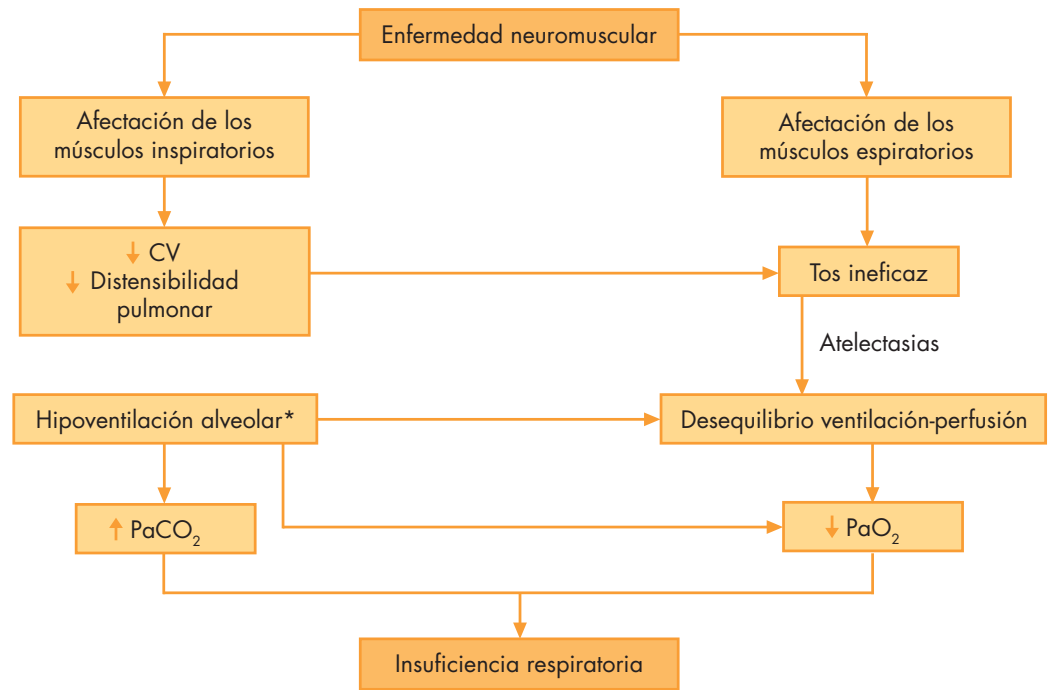 Enfermedad neuromuscular
Afectación de los
músculos inspiratorios
Afectación de los
músculos espiratorios
↓ CV
↓ Distensibilidad
pulmonar
Tos ineficaz
Atelectasias
Hipoventilación alveolar*
Desequilibrio ventilación-perfusión
↑ PaCO₂
↓ PaO₂
Insuficiencia respiratoria